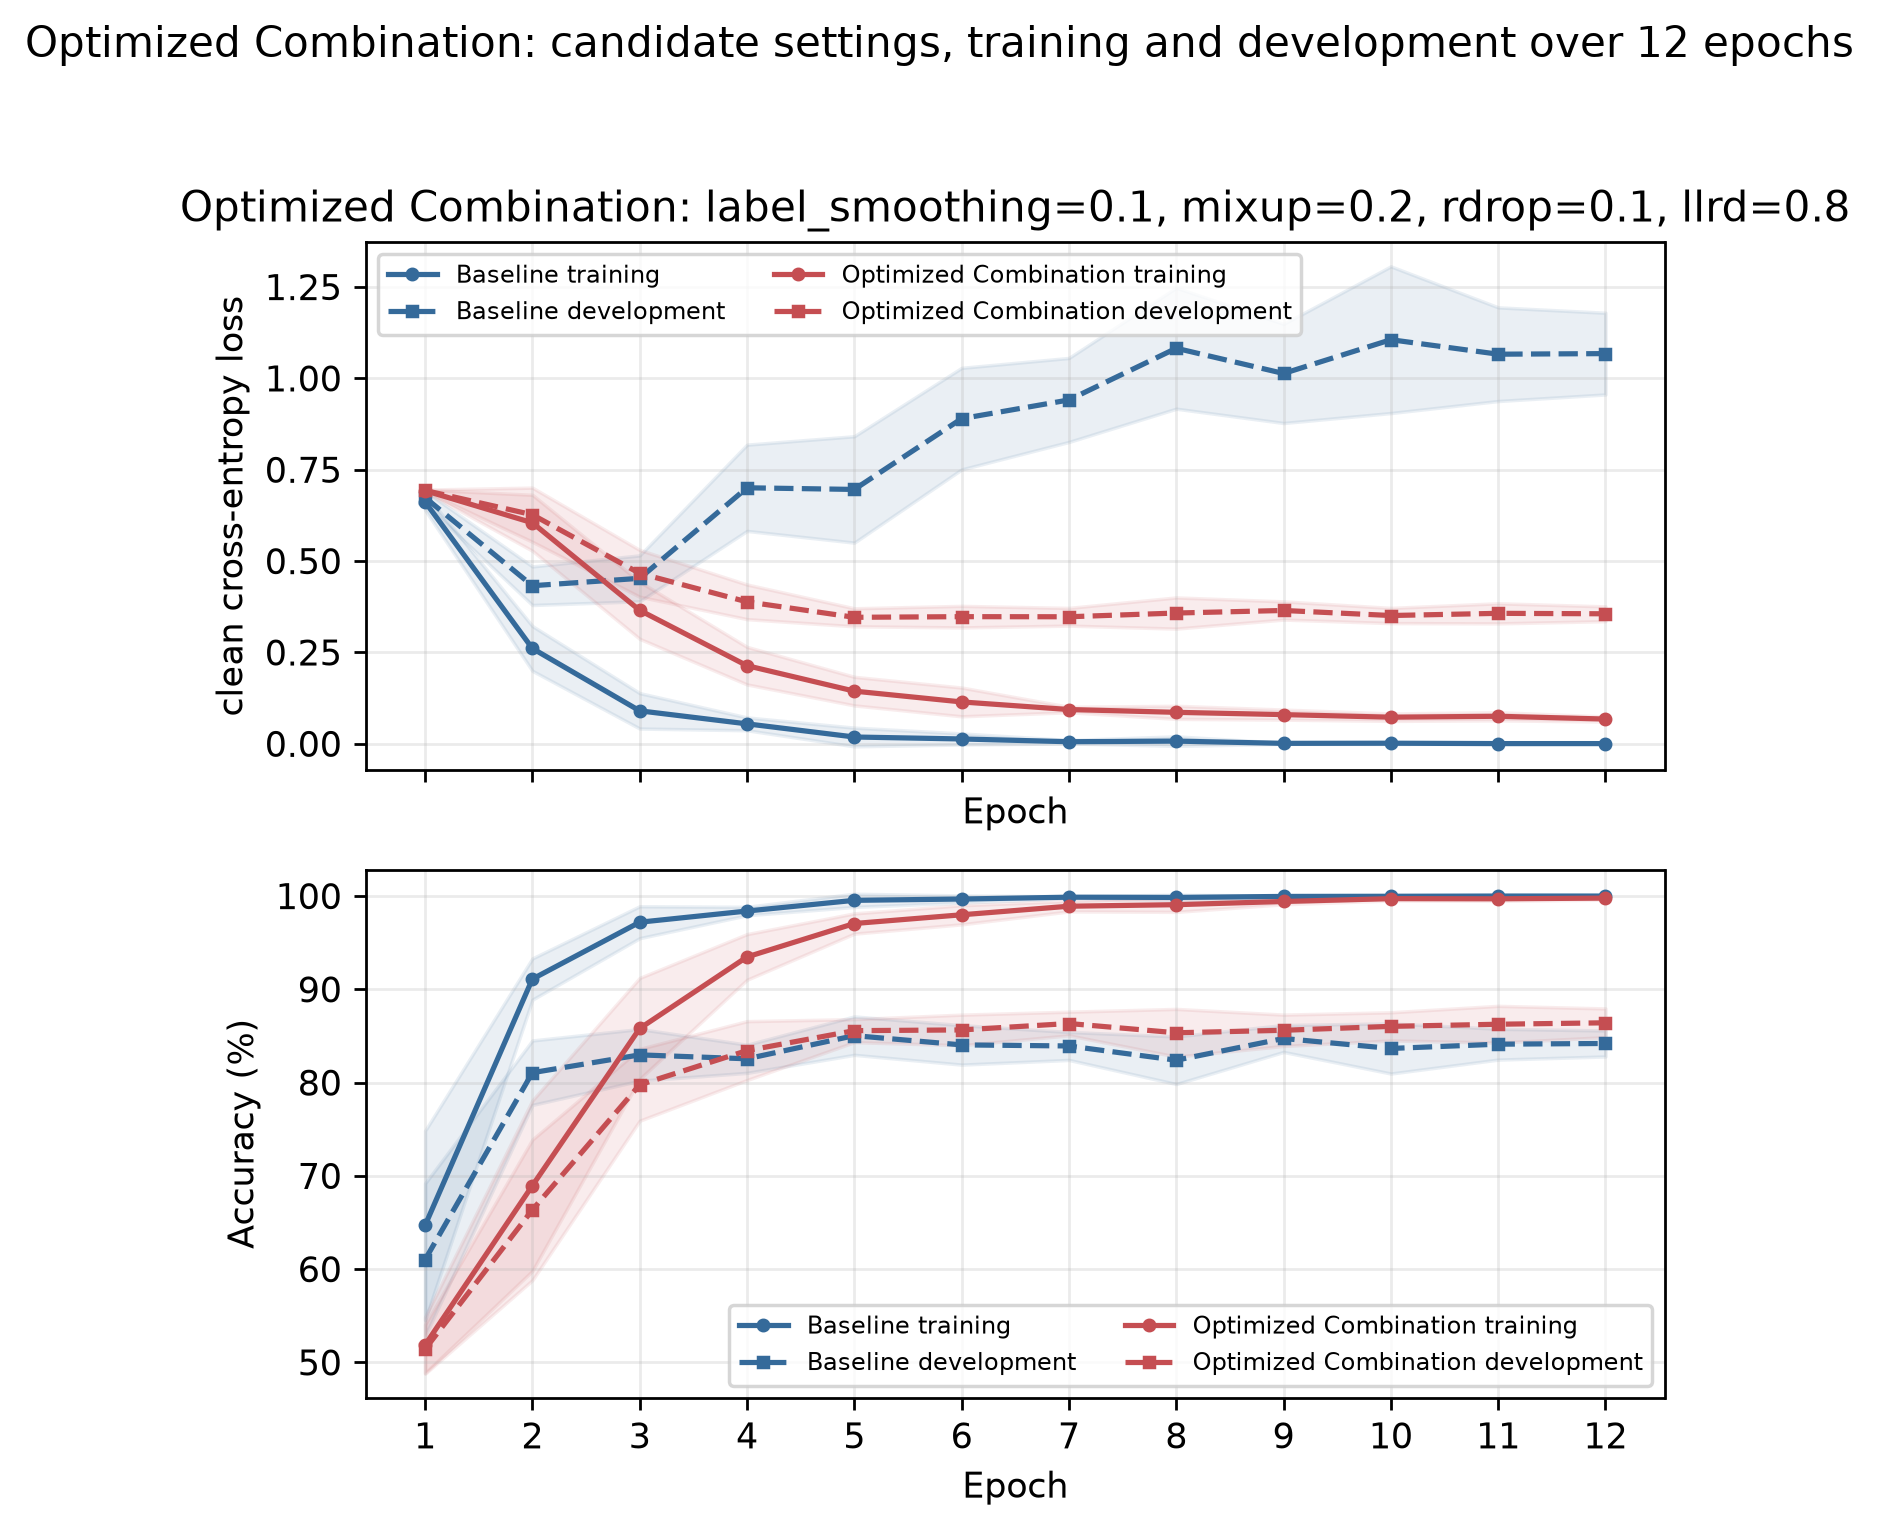 Optimized Combination: candidate settings, training and development over 12 epochs
Optimized Combination: label_smoothing=0.1, mixup=0.2, rdrop=0.1, llrd=0.8
Baseline training
Baseline development
Optimized Combination training
Optimized Combination development
clean cross-entropy loss
1.25
1.00
0.75
0.50
0.25
0.00
Epoch
Accuracy (%)
100
90
80
70
60
50
Baseline training
Baseline development
Optimized Combination training
Optimized Combination development
1 2 3 4 5 6 7 8 9 10 11 12
Epoch